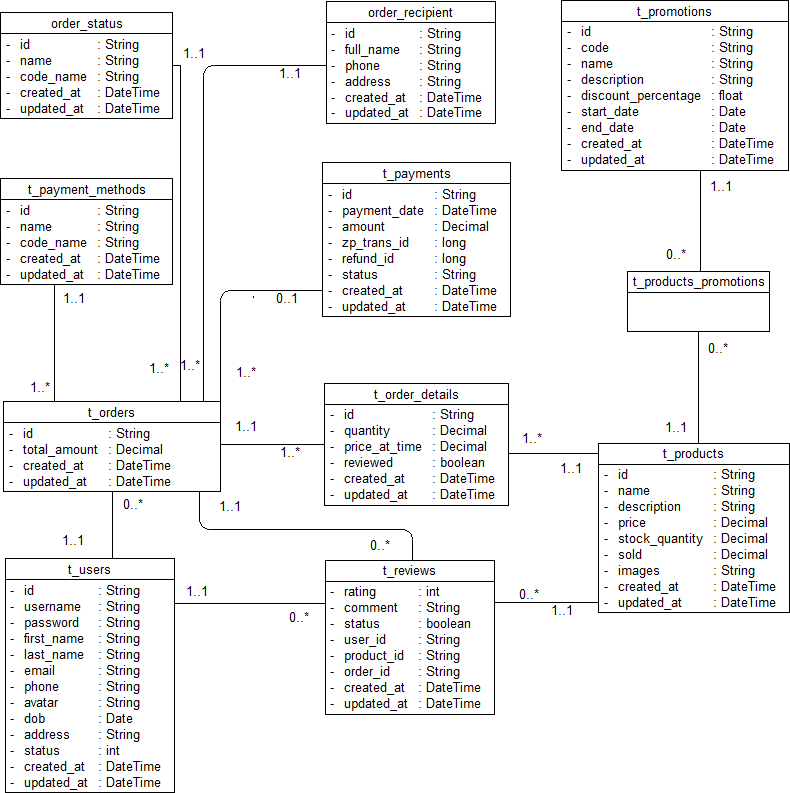 order_status
- id : String
- name : String
- code_name : String
- created_at : DateTime
- updated_at : DateTime
1..1
order_recipient
- id : String
- full_name : String
- phone : String
- address : String
- created_at : DateTime
- updated_at : DateTime
1..1
t_promotions
- id : String
- code : String
- name : String
- description : String
- discount_percentage : float
- start_date : Date
- end_date : Date
- created_at : DateTime
- updated_at : DateTime
1..1
0..*
t_payment_methods
- id : String
- name : String
- code_name : String
- created_at : DateTime
- updated_at : DateTime
1..1
1..*
t_payments
- id : String
- payment_date : DateTime
- amount : Decimal
- zp_trans_id : long
- refund_id : long
- status : String
- created_at : DateTime
- updated_at : DateTime
0..1
t_products_promotions
0..*
1..1
1..*
1..*
1..*
t_orders
- id : String
- total_amount : Decimal
- created_at : DateTime
- updated_at : DateTime
1..1
1..*
t_order_details
- id : String
- quantity : Decimal
- price_at_time : Decimal
- reviewed : boolean
- created_at : DateTime
- updated_at : DateTime
1..*
1..1
t_products
- id : String
- name : String
- description : String
- price : Decimal
- stock_quantity : Decimal
- sold : Decimal
- images : String
- created_at : DateTime
- updated_at : DateTime
0..*
1..1
1..1
0..*
t_users
- id : String
- username : String
- password : String
- first_name : String
- last_name : String
- email : String
- phone : String
- avatar : String
- dob : Date
- address : String
- status : int
- created_at : DateTime
- updated_at : DateTime
1..1
0..*
t_reviews
- rating : int
- comment : String
- status : boolean
- user_id : String
- product_id : String
- order_id : String
- created_at : DateTime
- updated_at : DateTime
0..*
1..1